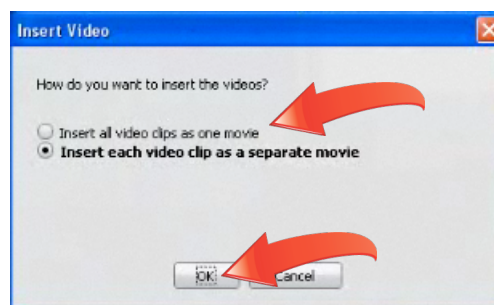 Insert Video
How do you want to insert the videos?
Insert all video clips as one movie
Insert each video clip as a separate movie
OK
Cancel